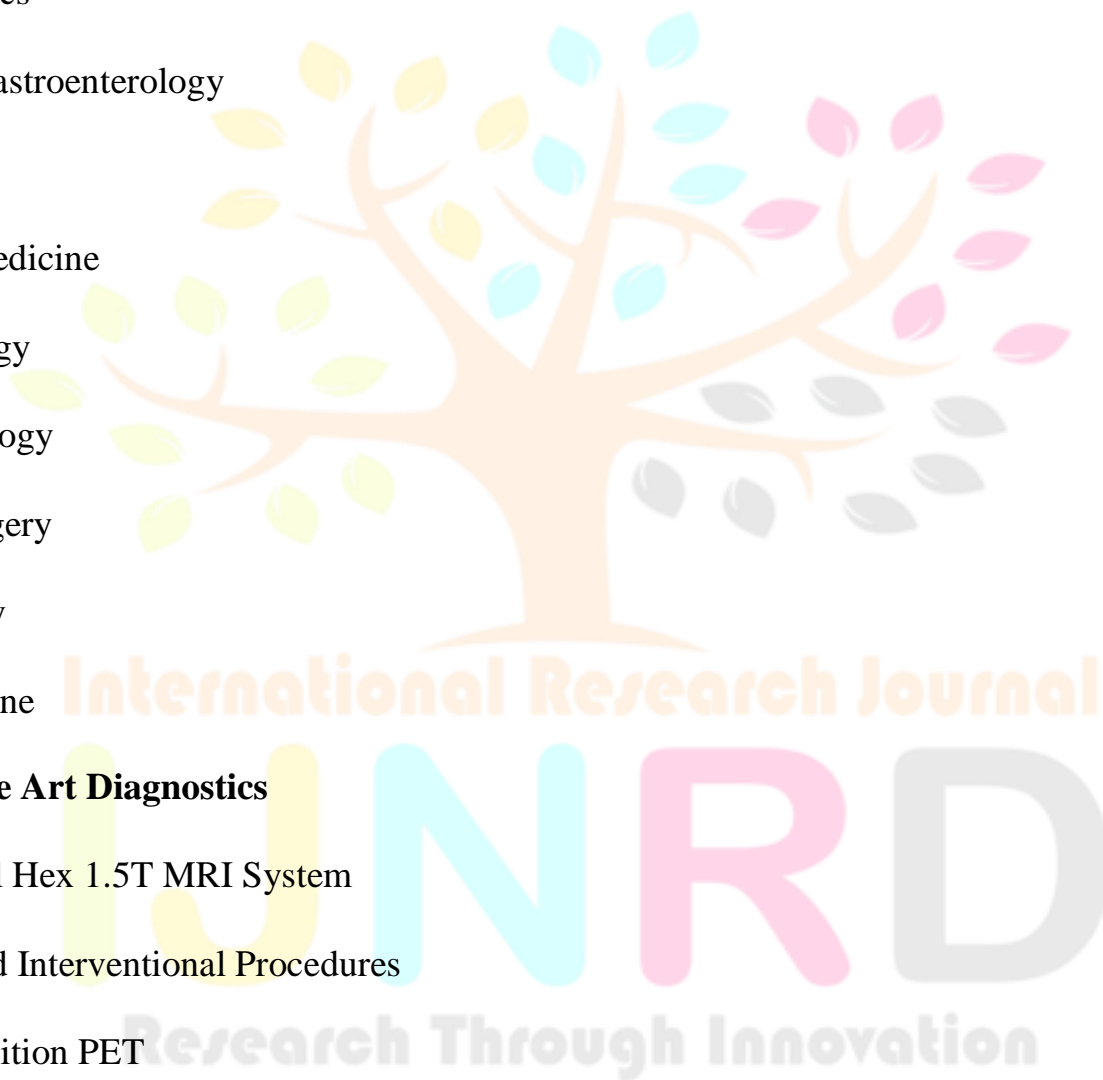 es
astroenterology
edicine
gy
ogy
gery
y
ne
International Research Journal
e Art Diagnostics
l Hex 1.5T MRI System
IJNRD
d Interventional Procedures
ition PET
Research Through Innovation